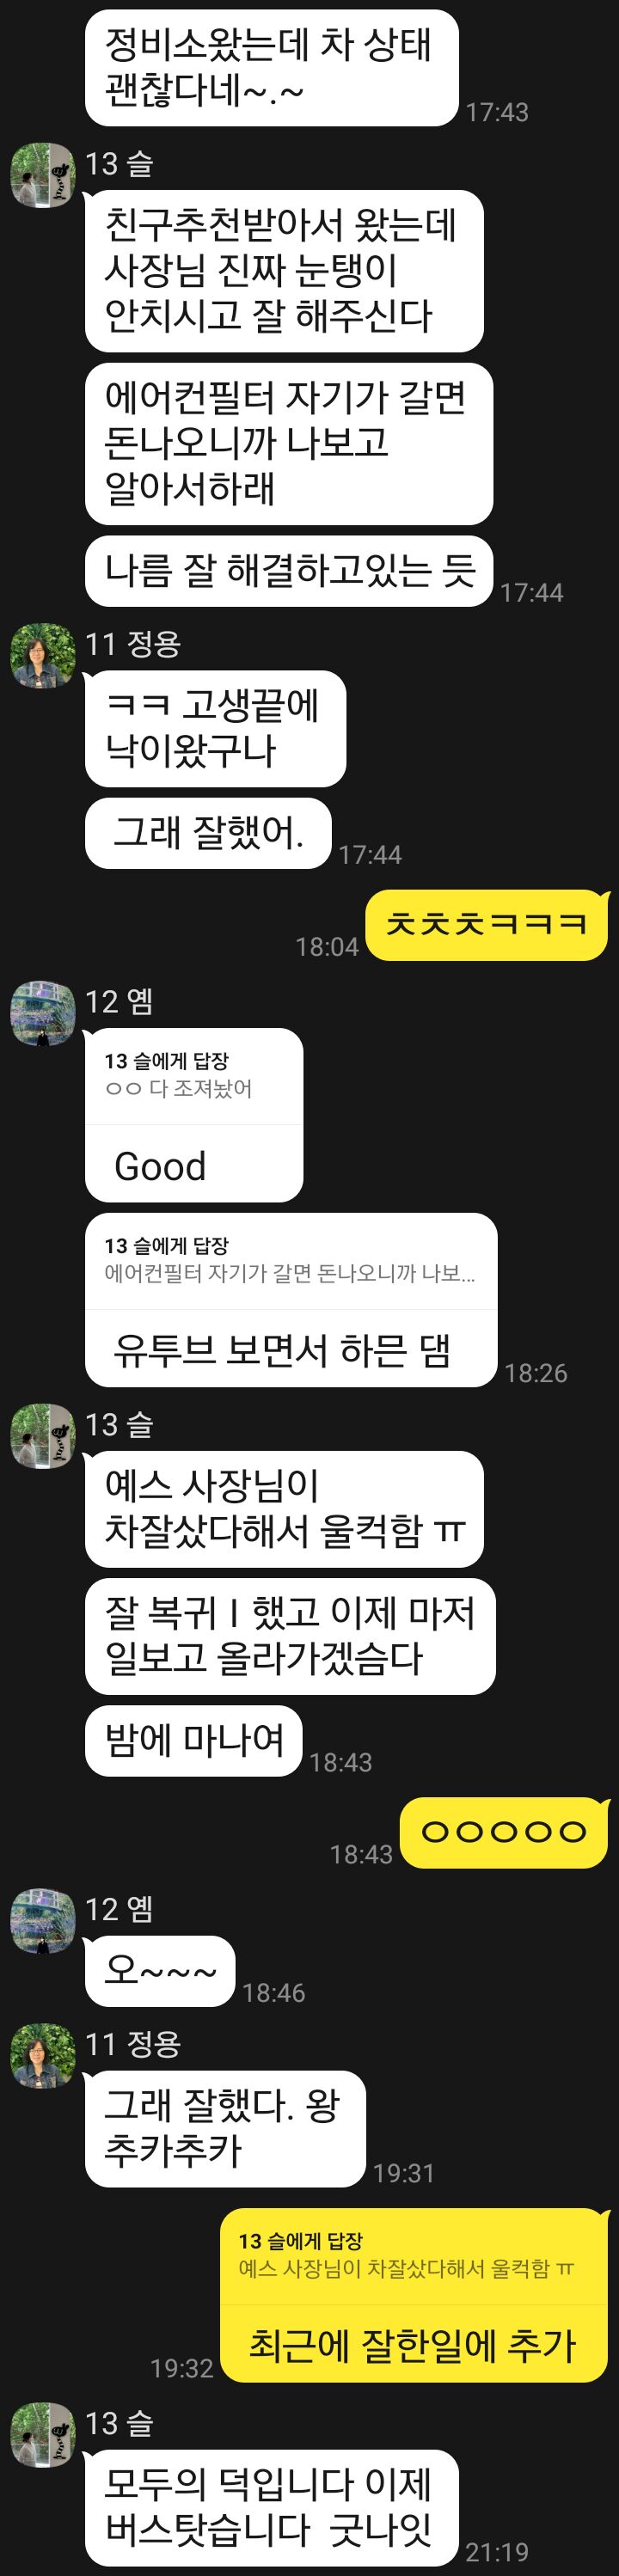 정비소왔는데 차 상태
괜찮다네~.~
17:43
13 슬
친구추천받아서 왔는데
사장님 진짜 눈탱이
안치시고 잘 해주신다
에어컨필터 자기가 갈면
돈나오니까 나보고
알아서하래
나름 잘 해결하고있는 듯
17:44
11 정용
ㅋㅋ 고생끝에
낙이왔구나
그래 잘했어.
17:44
ㅊㅊㅊㅋㅋㅋ
18:04
12 옘
13 슬에게 답장
ㅇㅇ 다 조져놨어
Good
13 슬에게 답장
에어컨필터 자기가 갈면 돈나오니까 나보...
유투브 보면서 하믄 댐
18:26
13 슬
예스 사장님이
차잘샀다해서 울컥함 ㅠ
잘 복귀ㅣ했고 이제 마저
일보고 올라가겠슴다
밤에 마나여
18:43
ㅇㅇㅇㅇㅇ
18:43
12 옘
오~~~
18:46
11 정용
그래 잘했다. 왕
추카추카
19:31
13 슬에게 답장
예스 사장님이 차잘샀다해서 울컥함 ㅠ
최근에 잘한일에 추가
19:32
13 슬
모두의 덕입니다 이제
버스탓습니다  굿나잇
21:19